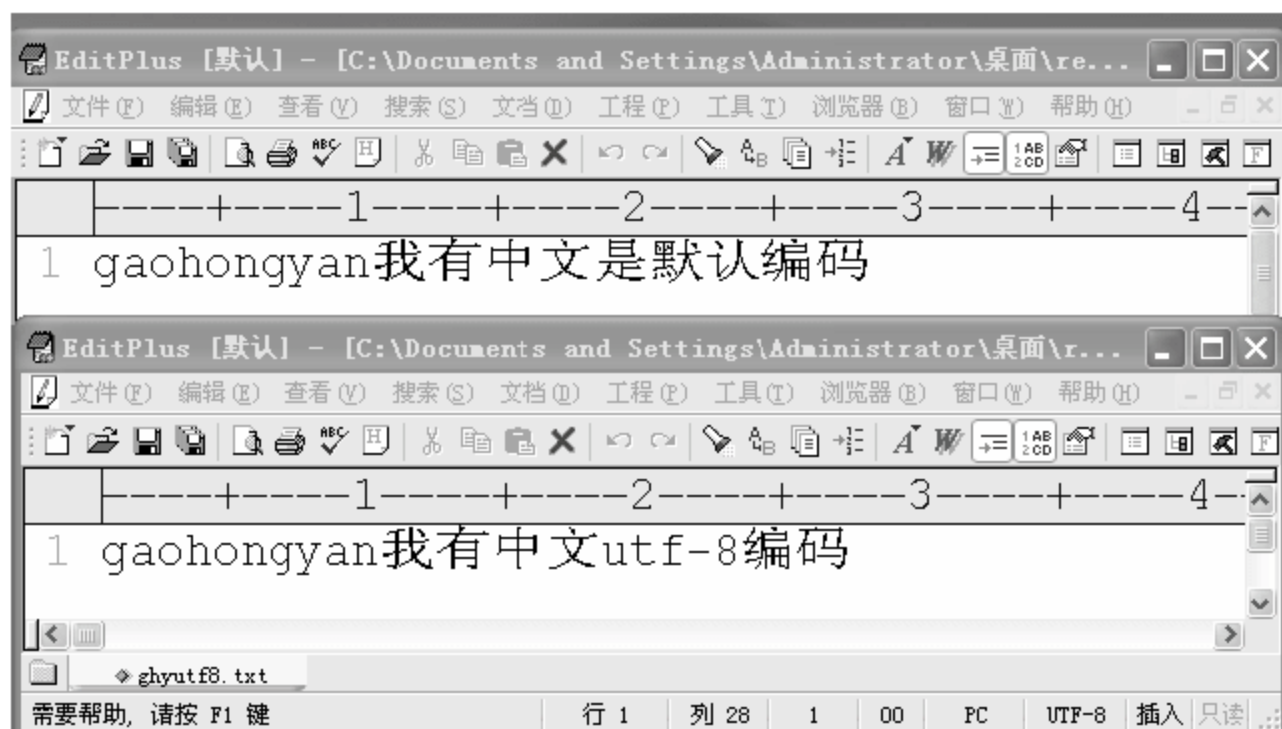 EditPlus [默认] - [C:\Documents and Settings\Administrator\桌面\re...
文件(F) 编辑(E) 查看(V) 搜索(S) 文档(D) 工程(P) 工具(T) 浏览器(B) 窗口(W) 帮助(H)
----+----1----+----2----+----3----+----4--
1 gaohongyan我有中文是默认编码
EditPlus [默认] - [C:\Documents and Settings\Administrator\桌面\r...
文件(F) 编辑(E) 查看(V) 搜索(S) 文档(D) 工程(P) 工具(T) 浏览器(B) 窗口(W) 帮助(H)
----+----1----+----2----+----3----+----4-
1 gaohongyan我有中文utf-8编码
ghyutf8.txt
需要帮助, 请按 F1 键 行 1 列 28 1 00 PC UTF-8 插入 只读